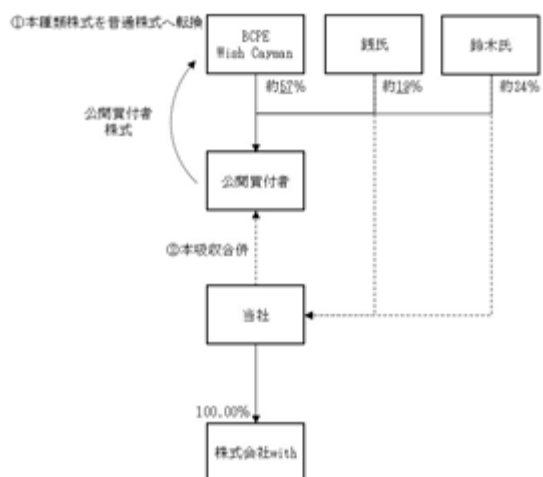 ①本種類株式を普通株式へ転換
BCPE
Wish Cayman
銭氏
鈴木氏
約57%
約19%
約24%
公開買付者
株式
公開買付者
②本吸収合併
当社
100.00%
株式会社with